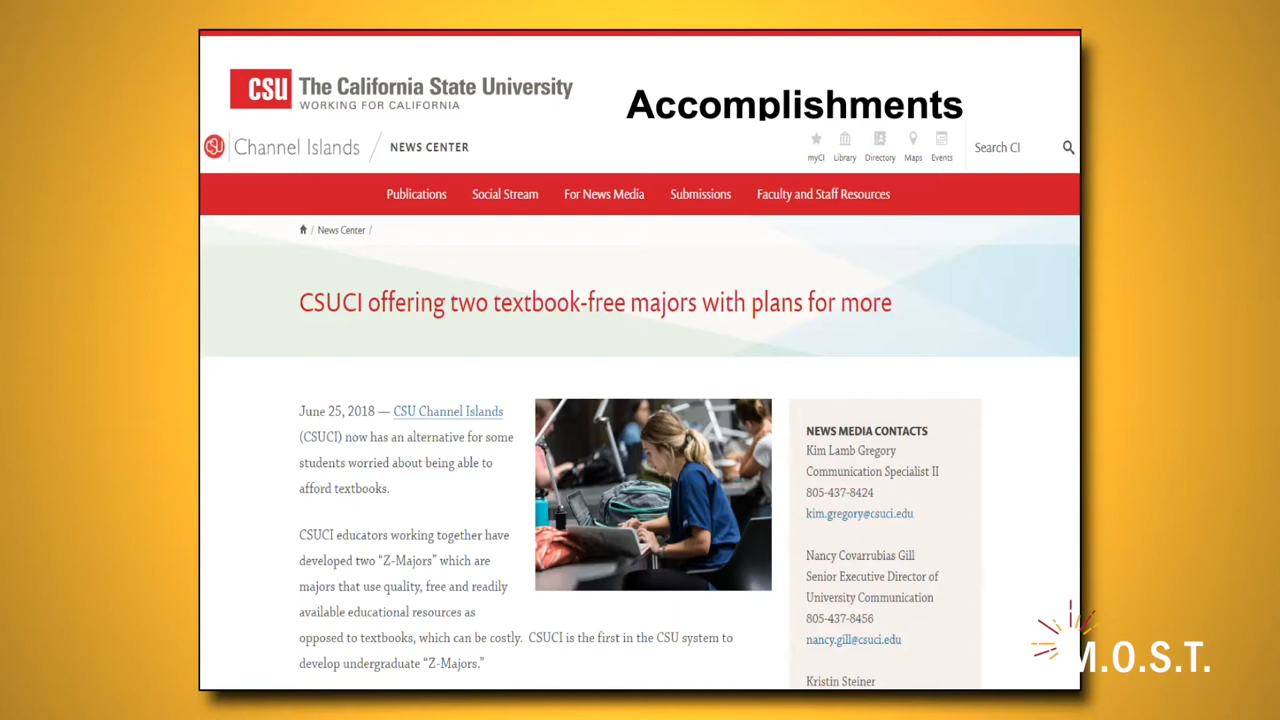 CSU The California State University
WORKING FOR CALIFORNIA
Accomplishments
CSU Channel Islands / NEWS CENTER
myCI Library Directory Maps Events
Search CI
Publications Social Stream For News Media Submissions Faculty and Staff Resources
/ News Center /
CSUCI offering two textbook-free majors with plans for more
June 25, 2018 — CSU Channel Islands
(CSUCI) now has an alternative for some
students worried about being able to
afford textbooks.
CSUCI educators working together have
developed two “Z-Majors” which are
majors that use quality, free and readily
available educational resources as
opposed to textbooks, which can be costly. CSUCI is the first in the CSU system to
develop undergraduate “Z-Majors.”
NEWS MEDIA CONTACTS
Kim Lamb Gregory
Communication Specialist II
805-437-8424
kim.gregory@csuci.edu
Nancy Covarrubias Gill
Senior Executive Director of
University Communication
805-437-8456
nancy.gill@csuci.edu
Kristin Steiner
M.O.S.T.